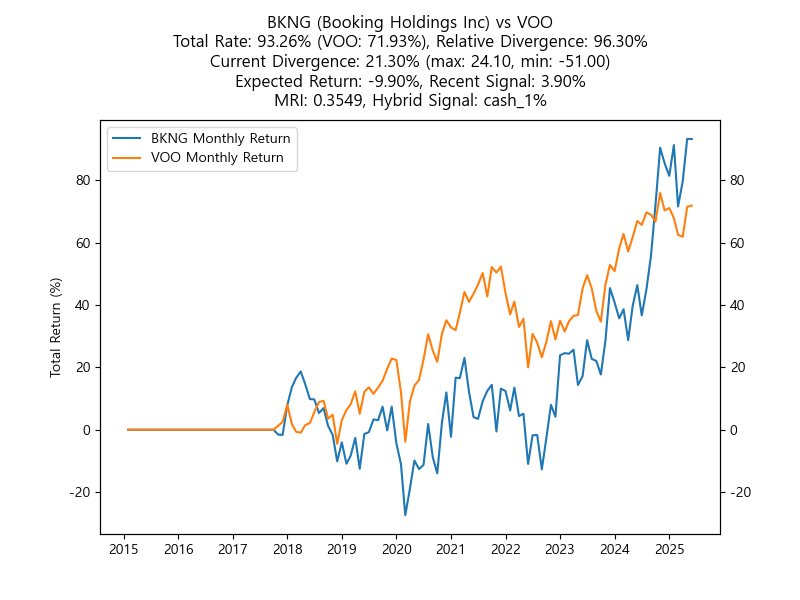 BKNG (Booking Holdings Inc) vs VOO
Total Rate: 93.26% (VOO: 71.93%), Relative Divergence: 96.30%
Current Divergence: 21.30% (max: 24.10, min: -51.00)
Expected Return: -9.90%, Recent Signal: 3.90%
MRI: 0.3549, Hybrid Signal: cash_1%
BKNG Monthly Return
VOO Monthly Return
Total Return (%)
80
60
40
20
0
-20
80
60
40
20
0
-20
2015 2016 2017 2018 2019 2020 2021 2022 2023 2024 2025